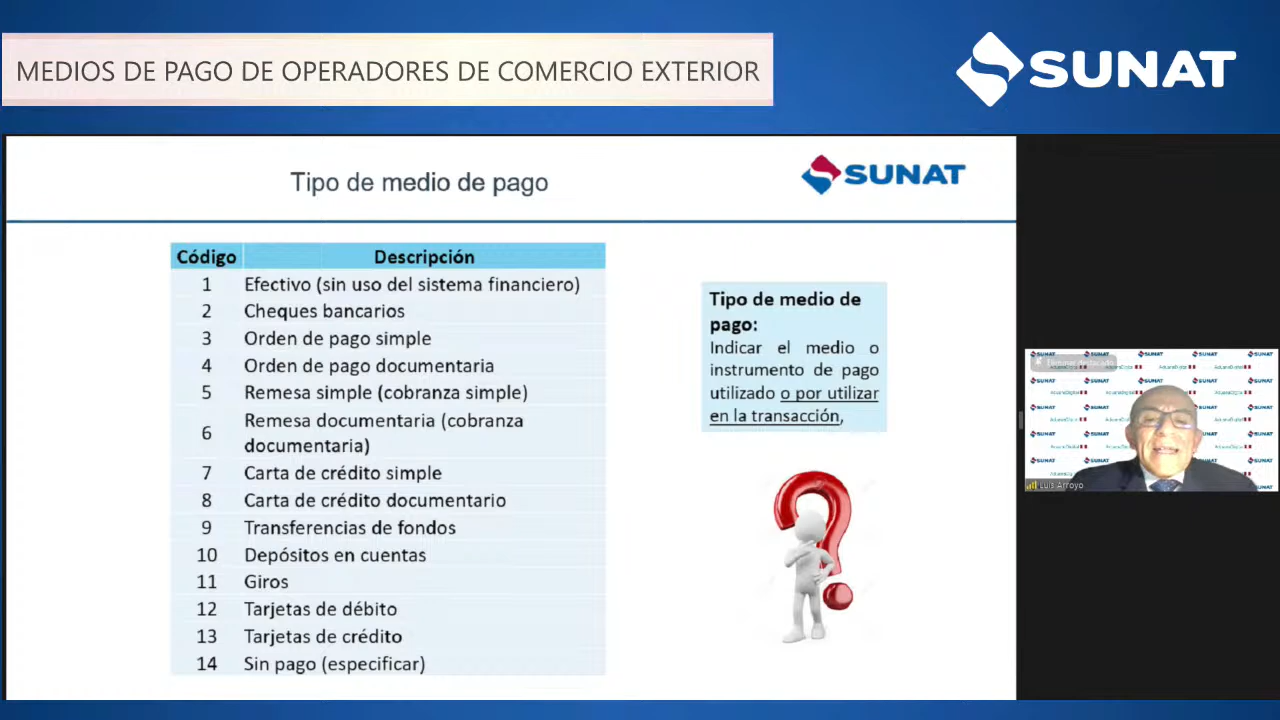 MEDIOS DE PAGO DE OPERADORES DE COMERCIO EXTERIOR
SUNAT
Tipo de medio de pago
SUNAT
Código Descripción
1 Efectivo (sin uso del sistema financiero)
2 Cheques bancarios
3 Orden de pago simple
4 Orden de pago documentaria
5 Remesa simple (cobranza simple)
6 Remesa documentaria (cobranza
documentaria)
7 Carta de crédito simple
8 Carta de crédito documentario
9 Transferencias de fondos
10 Depósitos en cuentas
11 Giros
12 Tarjetas de débito
13 Tarjetas de crédito
14 Sin pago (especificar)
Tipo de medio de
pago:
Indicar el medio o
instrumento de pago
utilizado o por utilizar
en la transacción,
SUNAT
Luis Arroyo